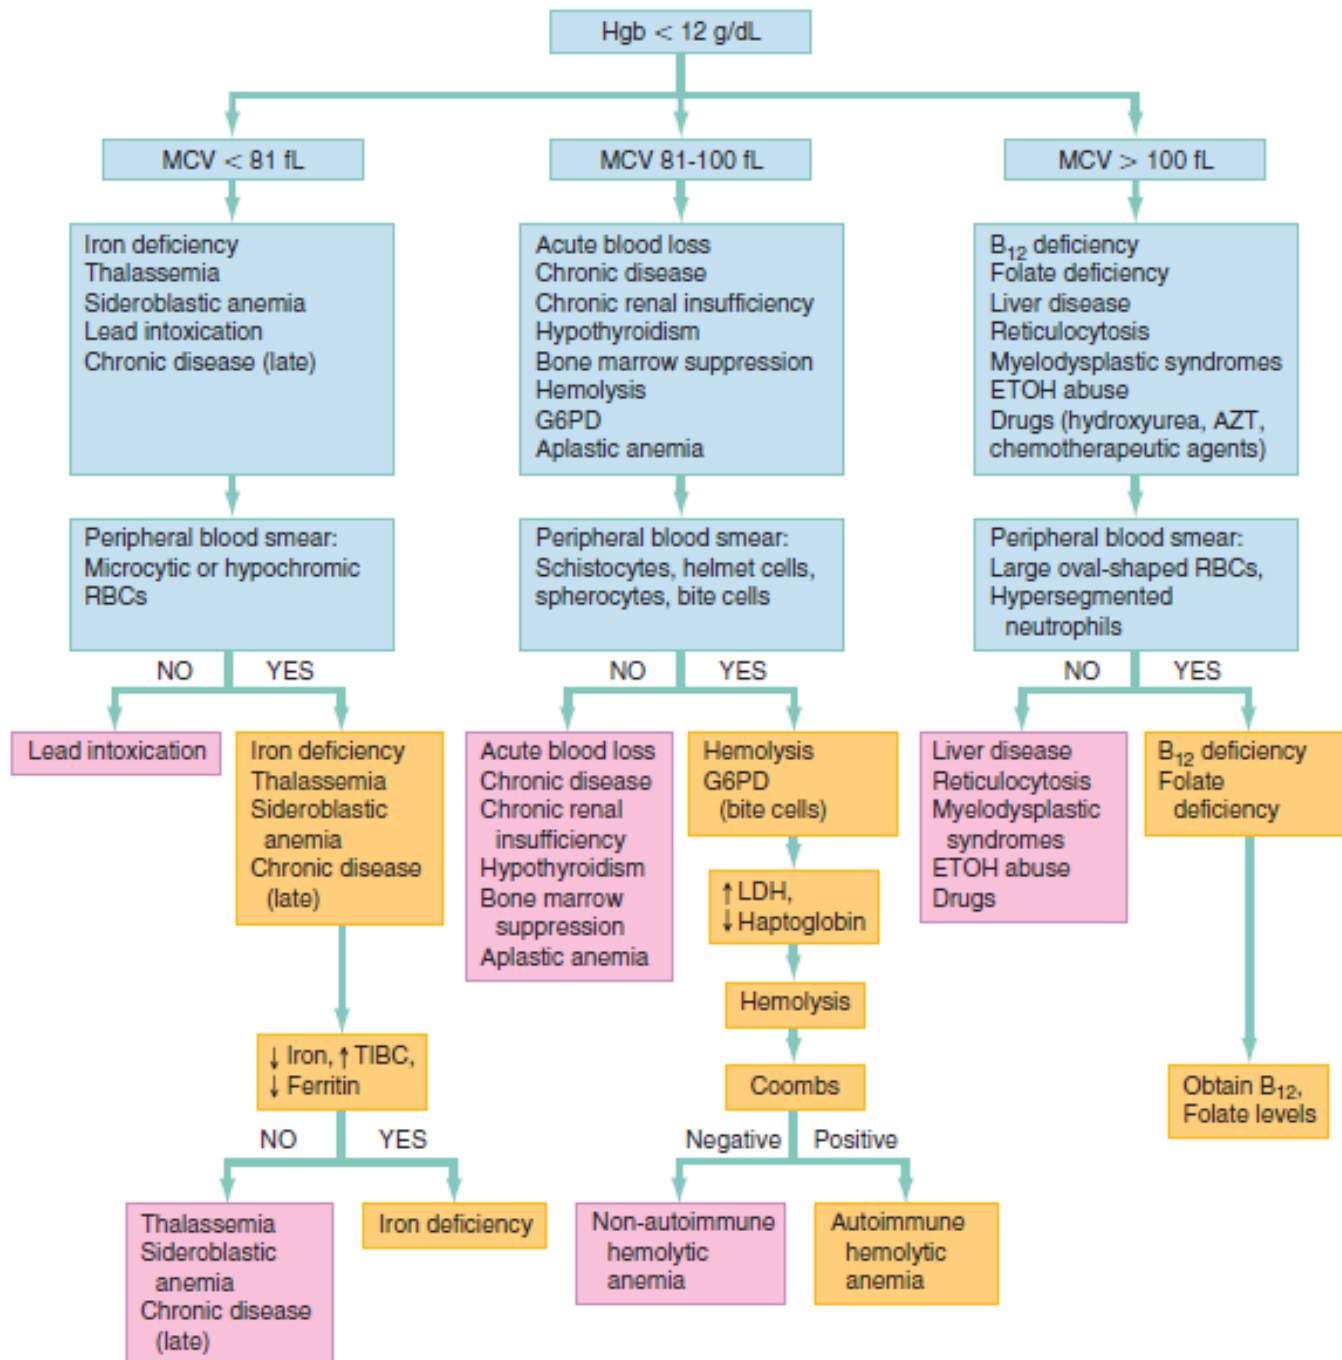 Hgb < 12 g/dL
MCV < 81 fL
MCV 81-100 fL
MCV > 100 fL
Iron deficiency
Thalassemia
Sideroblastic anemia
Lead intoxication
Chronic disease (late)
Acute blood loss
Chronic disease
Chronic renal insufficiency
Hypothyroidism
Bone marrow suppression
Hemolysis
G6PD
Aplastic anemia
B₁₂ deficiency
Folate deficiency
Liver disease
Reticulocytosis
Myelodysplastic syndromes
ETOH abuse
Drugs (hydroxyurea, AZT,
chemotherapeutic agents)
Peripheral blood smear:
Microcytic or hypochromic
RBCs
Peripheral blood smear:
Schistocytes, helmet cells,
spherocytes, bite cells
Peripheral blood smear:
Large oval-shaped RBCs,
Hypersegmented
neutrophils
NO
YES
NO
YES
NO
YES
Lead intoxication
Iron deficiency
Thalassemia
Sideroblastic
anemia
Chronic disease
(late)
Acute blood loss
Chronic disease
Chronic renal
insufficiency
Hypothyroidism
Bone marrow
suppression
Aplastic anemia
Hemolysis
G6PD
(bite cells)
Liver disease
Reticulocytosis
Myelodysplastic
syndromes
ETOH abuse
Drugs
B₁₂ deficiency
Folate
deficiency
↑ LDH,
↓ Haptoglobin
Hemolysis
↓ Iron, ↑ TIBC,
↓ Ferritin
Coombs
Obtain B₁₂,
Folate levels
NO
YES
Negative
Positive
Thalassemia
Sideroblastic
anemia
Chronic disease
(late)
Iron deficiency
Non-autoimmune
hemolytic
anemia
Autoimmune
hemolytic
anemia